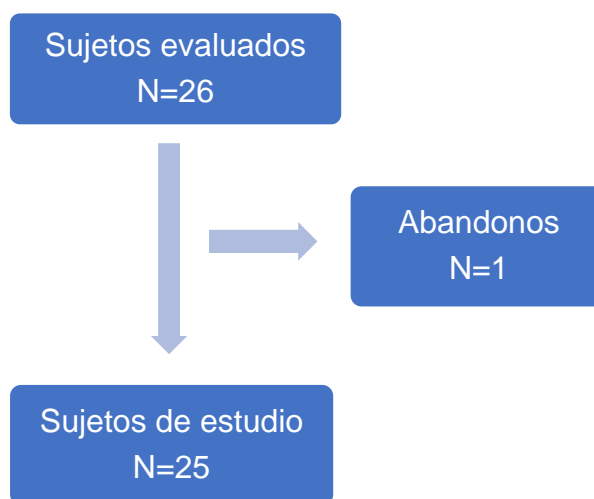 Sujetos evaluados
N=26
Abandonos
N=1
Sujetos de estudio
N=25